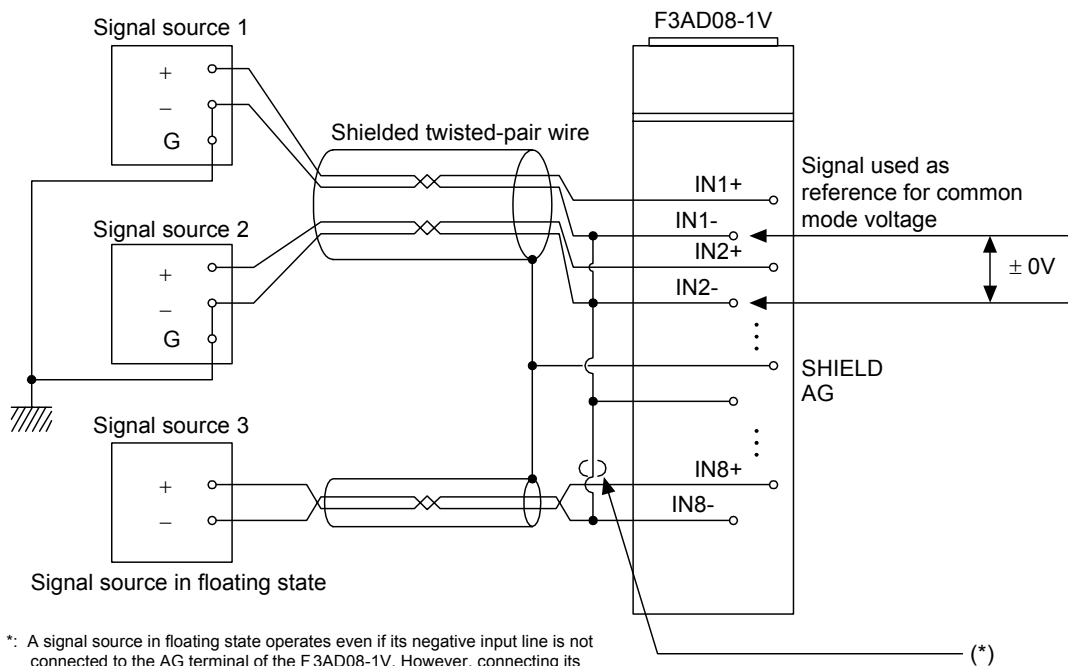 F3AD08-1V
Signal source 1
+
−
G
Shielded twisted-pair wire
Signal used as
reference for common
mode voltage
IN1+
IN1-
IN2+
IN2-
± 0V
Signal source 2
+
−
G
SHIELD
AG
Signal source 3
+
−
IN8+
IN8-
Signal source in floating state
*: A signal source in floating state operates even if its negative input line is not
connected to the AG terminal of the F3AD08-1V. However, connecting its
(*)